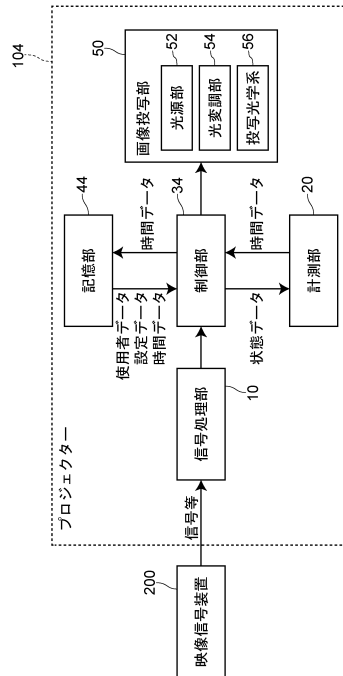 104
プロジェクター
44
記憶部
使用者データ
設定データ
時間データ
時間データ
50
画像投写部
光源部
52
光変調部
54
投写光学系
56
200
映像信号装置
信号等
信号処理部
10
制御部
34
状態データ
時間データ
計測部
20